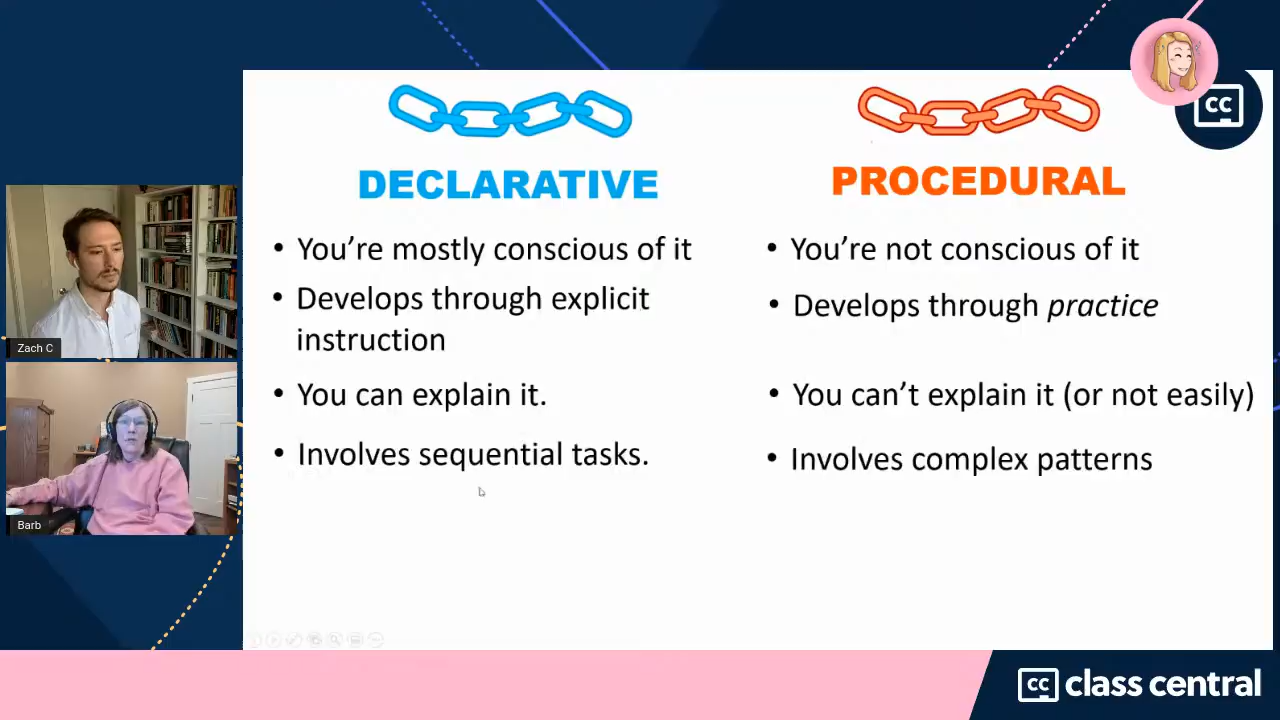 DECLARATIVE
• You’re mostly conscious of it
• Develops through explicit
instruction
• You can explain it.
• Involves sequential tasks.
PROCEDURAL
• You’re not conscious of it
• Develops through practice
• You can’t explain it (or not easily)
• Involves complex patterns
CC
Zach C
Barb
CC class central